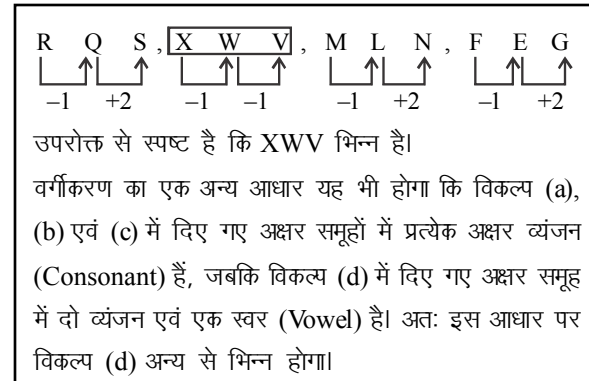 R Q S, X W V, M L N, F E G
–1 +2 –1 –1 –1 +2 –1 +2
उपरोक्त से स्पष्ट है कि XWV भिन्न है।
वर्गीकरण का एक अन्य आधार यह भी होगा कि विकल्प (a),
(b) एवं (c) में दिए गए अक्षर समूहों में प्रत्येक अक्षर व्यंजन
(Consonant) हैं, जबकि विकल्प (d) में दिए गए अक्षर समूह
में दो व्यंजन एवं एक स्वर (Vowel) है। अतः इस आधार पर
विकल्प (d) अन्य से भिन्न होगा।